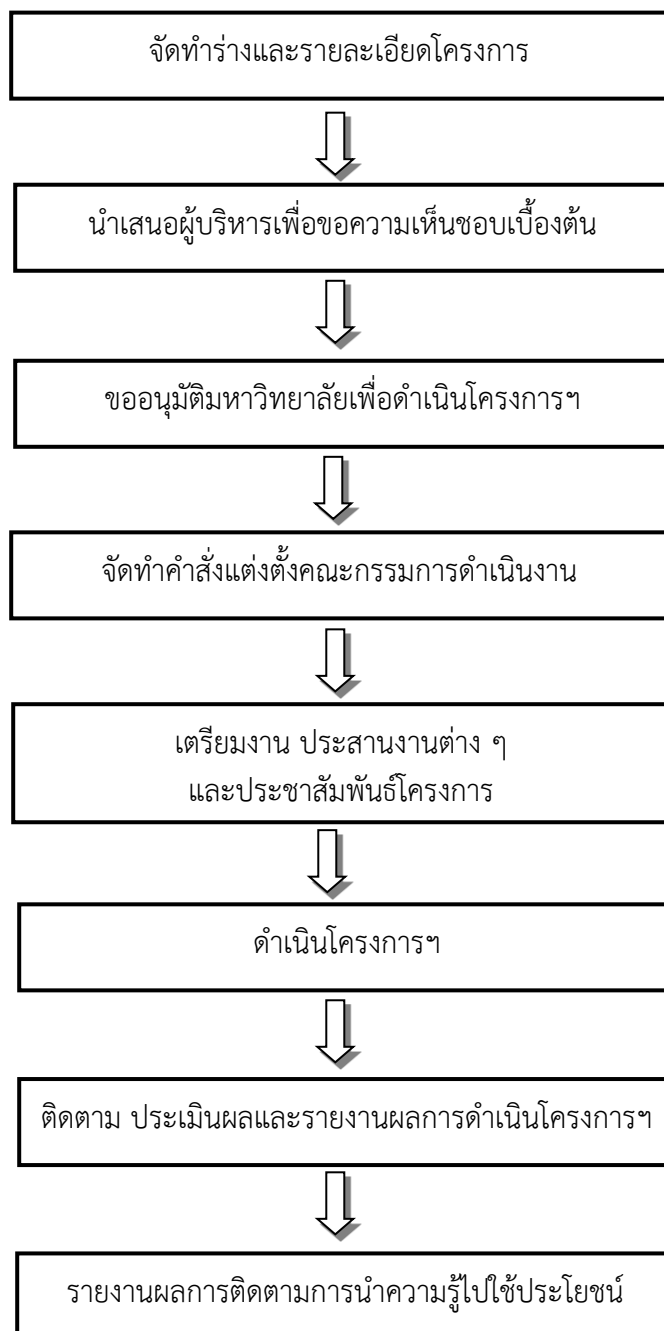 จัดทำร่างและรายละเอียดโครงการ
นำเสนอผู้บริหารเพื่อขอความเห็นชอบเบื้องต้น
ขออนุมัติมหาวิทยาลัยเพื่อดำเนินโครงการฯ
จัดทำคำสั่งแต่งตั้งคณะกรรมการดำเนินงาน
เตรียมงาน ประสานงานต่าง ๆ
และประชาสัมพันธ์โครงการ
ดำเนินโครงการฯ
ติดตาม ประเมินผลและรายงานผลการดำเนินโครงการฯ
รายงานผลการติดตามการนำความรู้ไปใช้ประโยชน์